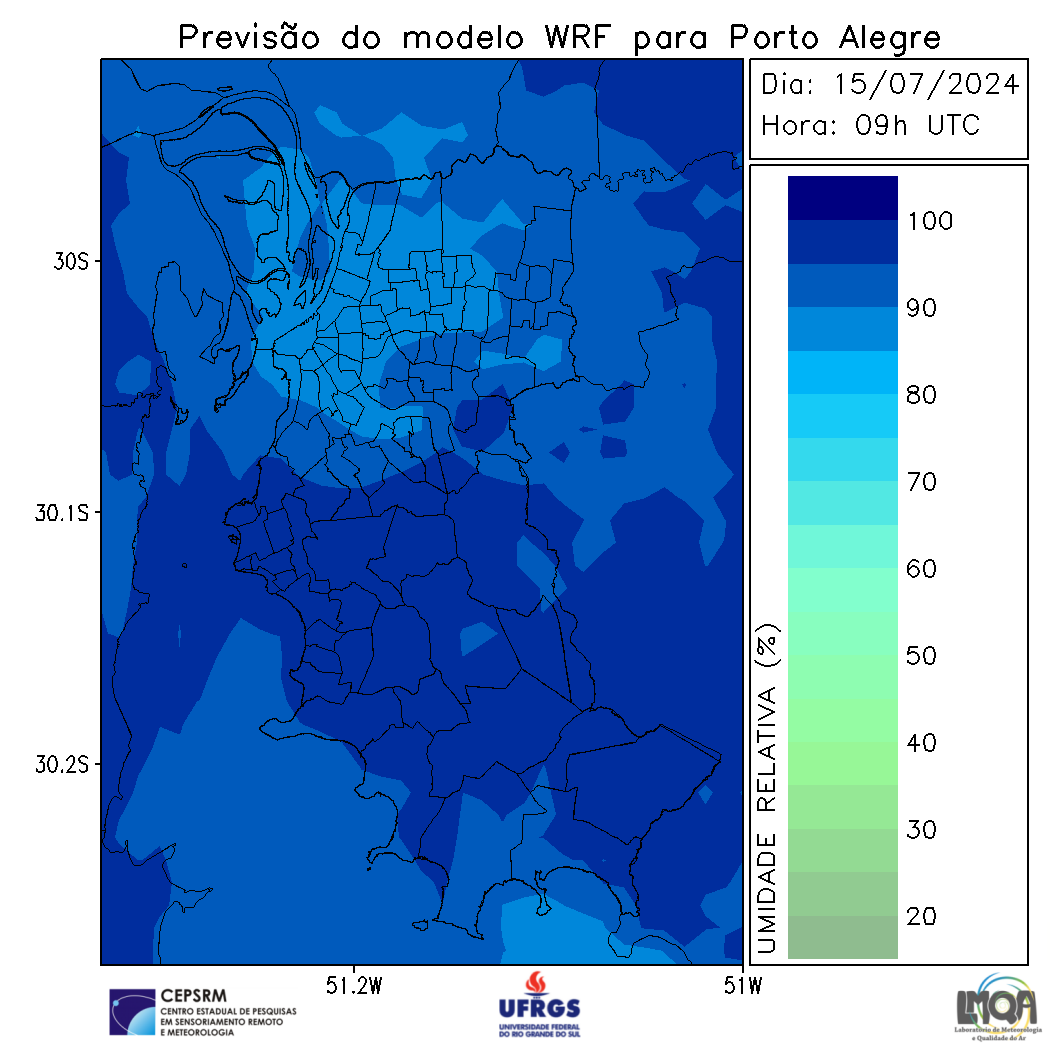 Previsão do modelo WRF para Porto Alegre
Dia: 15/07/2024
Hora: 09h UTC
100
90
80
70
60
50
40
30
20
UMIDADE RELATIVA (%)
30S
30.1S
30.2S
51.2W
51W
CEPSRM
CENTRO ESTADUAL DE PESQUISAS
EM SENSORIAMENTO REMOTO
E METEOROLOGIA
UFRGS
UNIVERSIDADE FEDERAL
DO RIO GRANDE DO SUL
LMQA
Laboratório de Meteorologia
e Qualidade do Ar